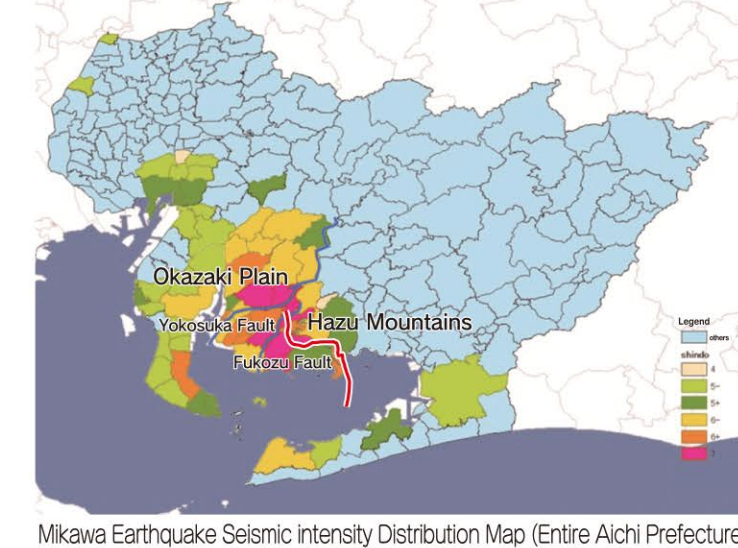 Okazaki Plain
Yokosuka Fault
Hazu Mountains
Fukozu Fault
Legend
others
shindo
4
5-
5+
6-
6+
7
Mikawa Earthquake Seismic intensity Distribution Map (Entire Aichi Prefecture